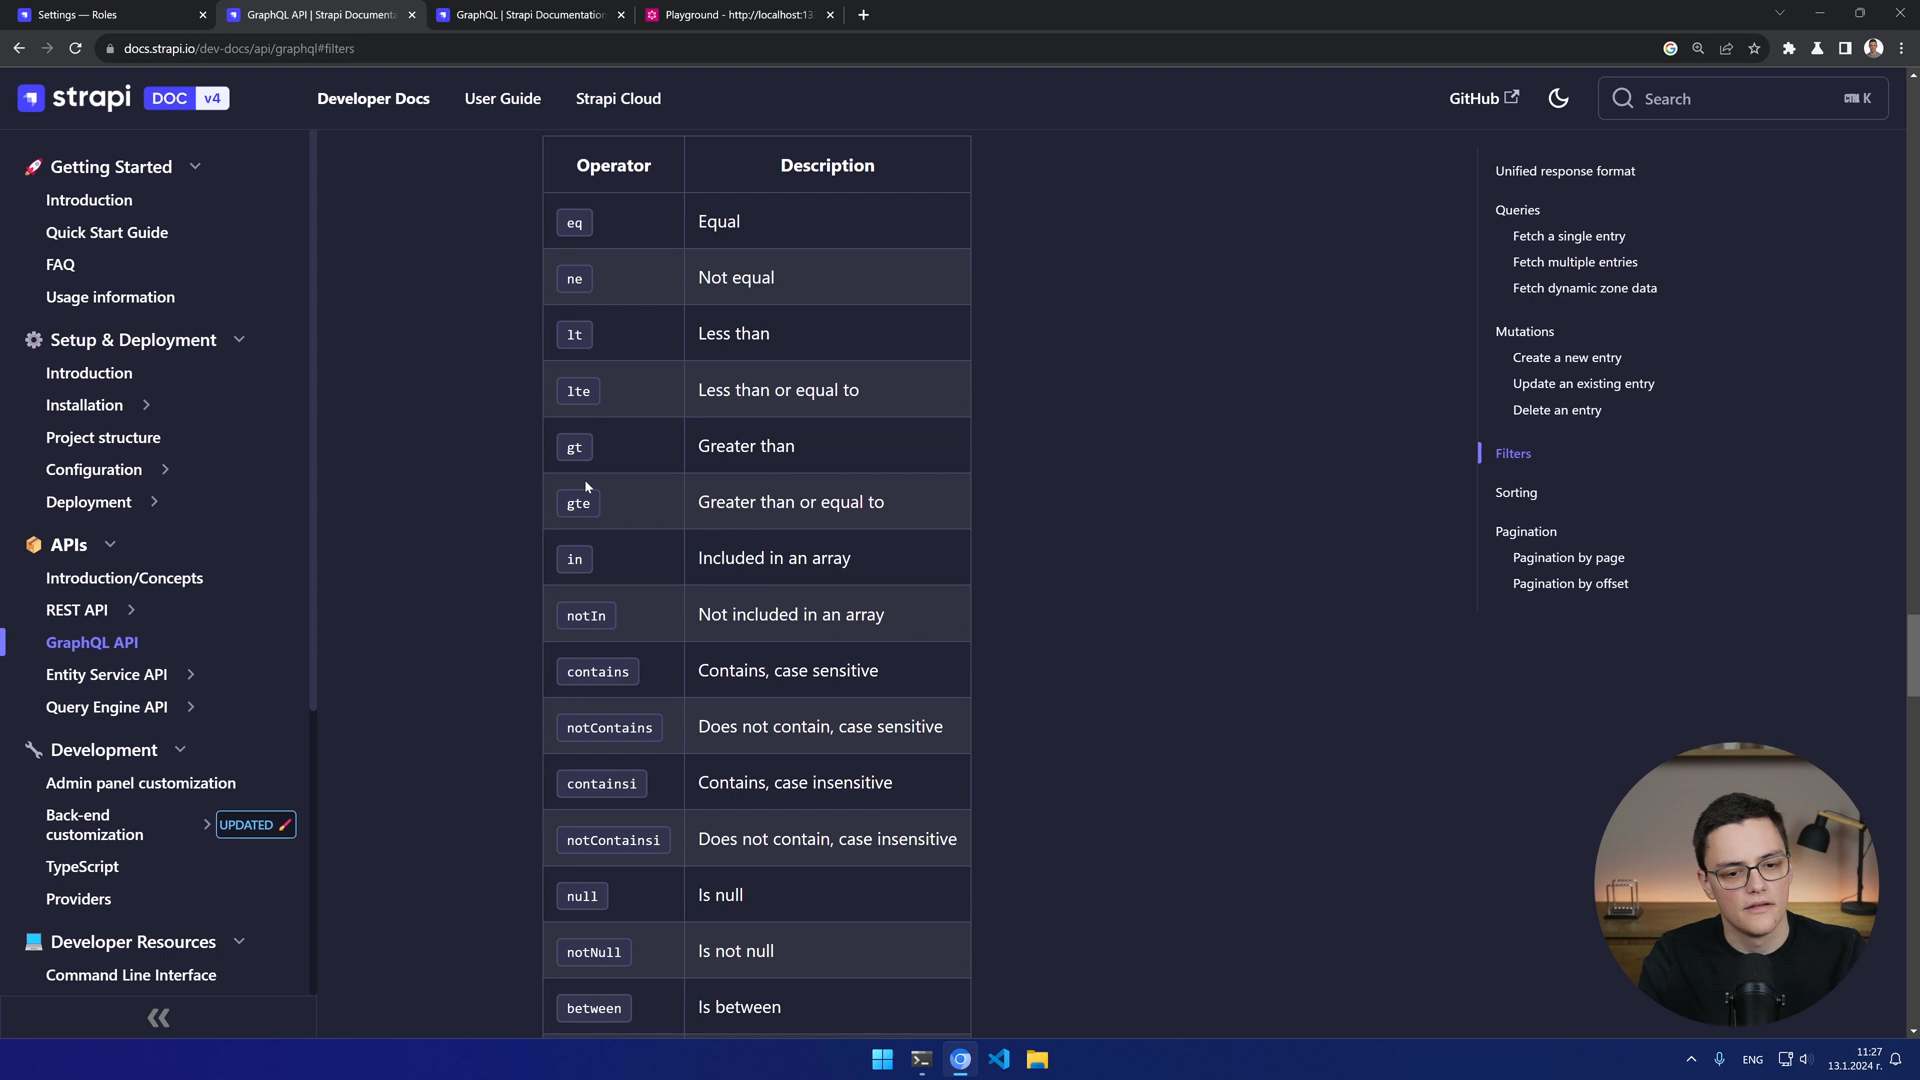 Settings — Roles
GraphQL API | Strapi Documenta
GraphQL | Strapi Documentation
Playground - http://localhost:13
docs.strapi.io/dev-docs/api/graphql#filters
strapi DOC v4
Developer Docs
User Guide
Strapi Cloud
GitHub
Search
CTRL K
Getting Started
Introduction
Quick Start Guide
FAQ
Usage information
Setup & Deployment
Introduction
Installation
Project structure
Configuration
Deployment
APIs
Introduction/Concepts
REST API
GraphQL API
Entity Service API
Query Engine API
Development
Admin panel customization
Back-end
customization
UPDATED
TypeScript
Providers
Developer Resources
Command Line Interface
Operator Description
eq Equal
ne Not equal
lt Less than
lte Less than or equal to
gt Greater than
gte Greater than or equal to
in Included in an array
notIn Not included in an array
contains Contains, case sensitive
notContains Does not contain, case sensitive
containsi Contains, case insensitive
notContainsi Does not contain, case insensitive
null Is null
notNull Is not null
between Is between
Unified response format
Queries
Fetch a single entry
Fetch multiple entries
Fetch dynamic zone data
Mutations
Create a new entry
Update an existing entry
Delete an entry
Filters
Sorting
Pagination
Pagination by page
Pagination by offset
ENG
11:27
13.1.2024 г.